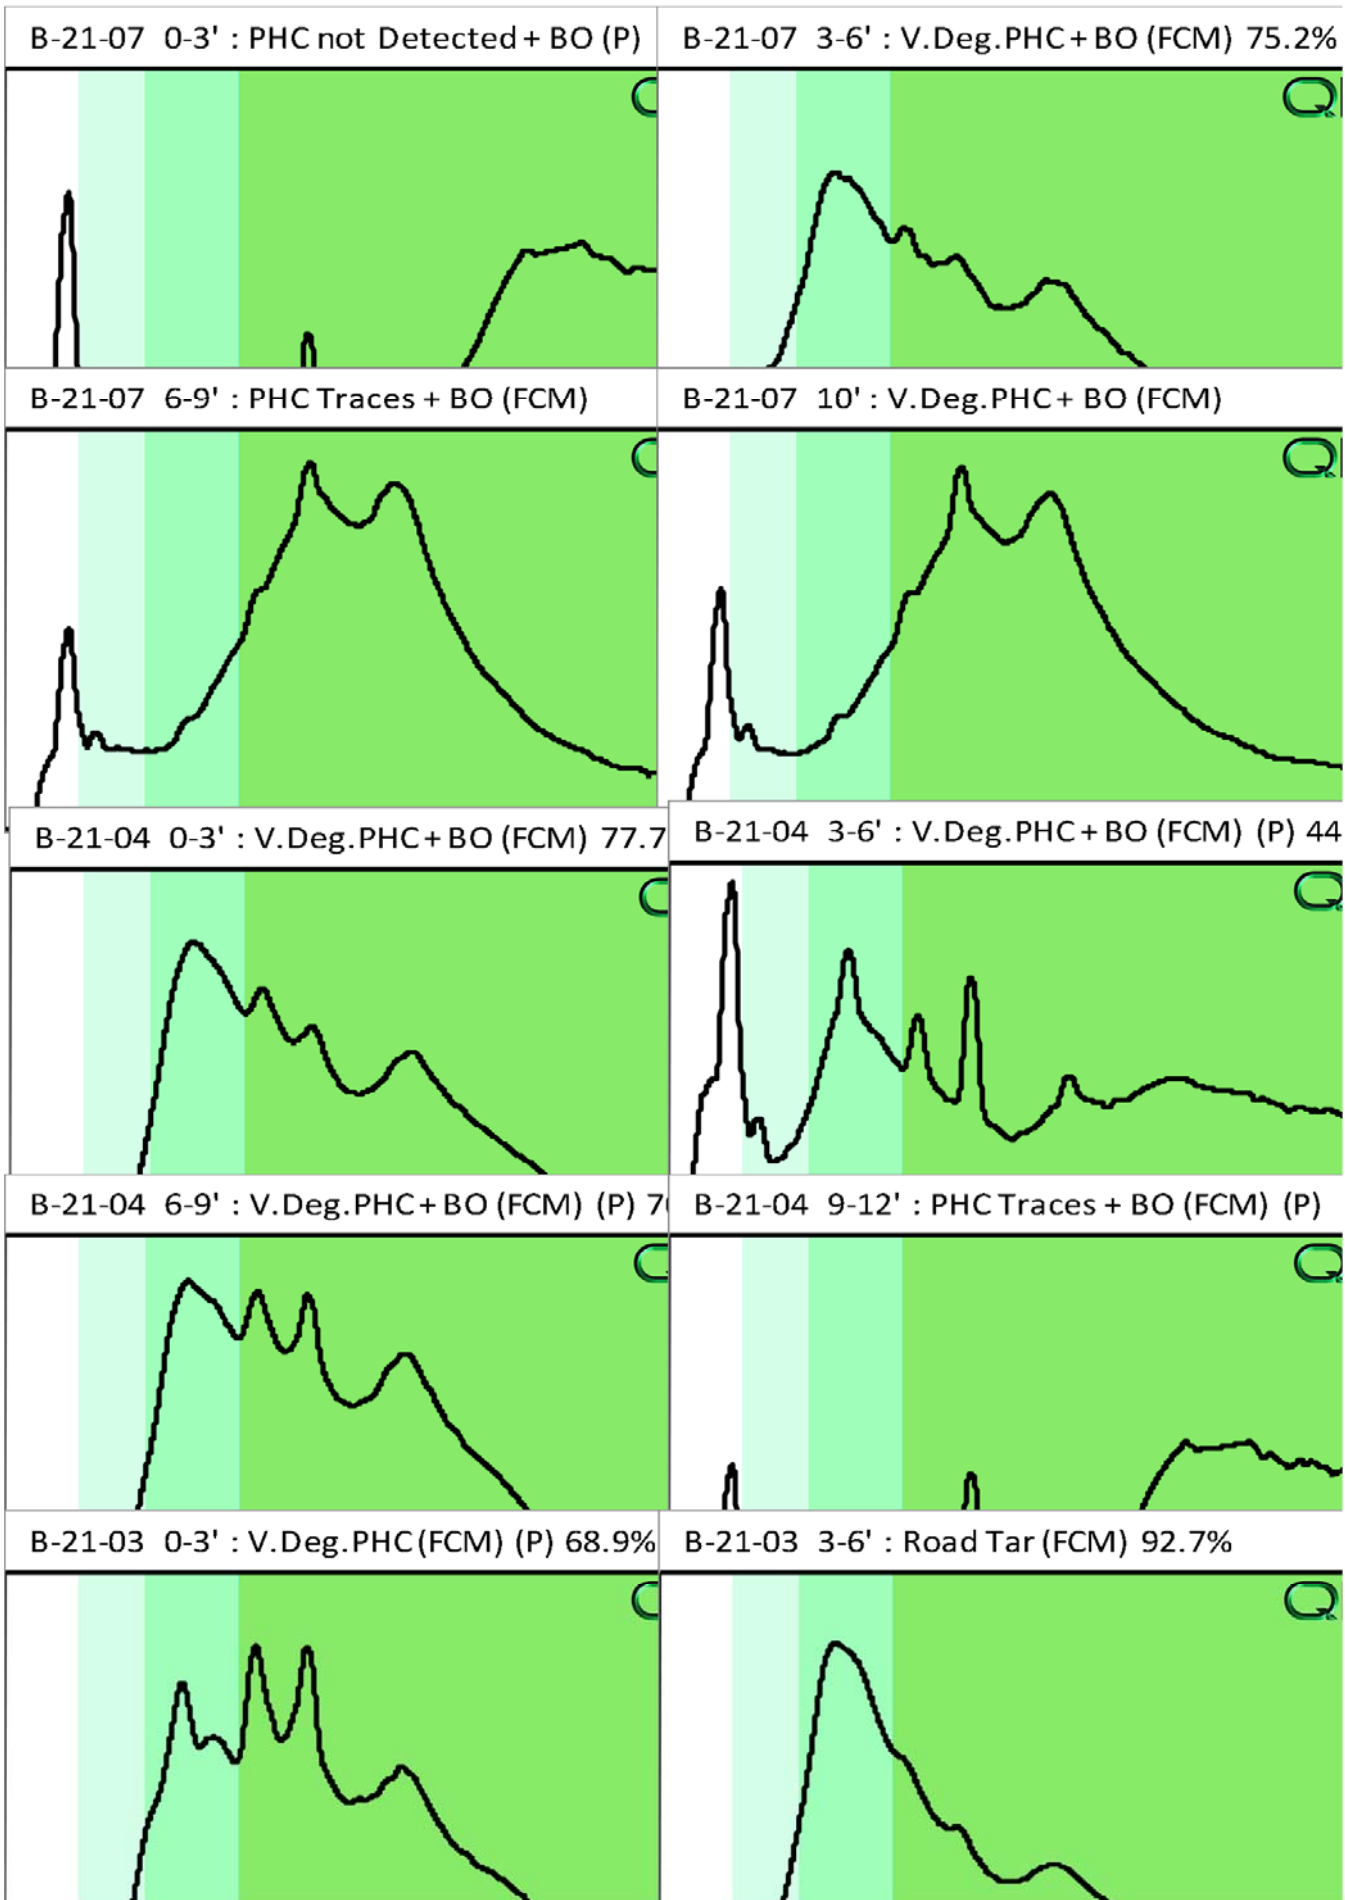 B-21-07 0-3' : PHC not Detected + BO (P)
B-21-07 3-6' : V.Deg.PHC + BO (FCM) 75.2%
Q
B-21-07 6-9' : PHC Traces + BO (FCM)
B-21-07 10' : V.Deg.PHC + BO (FCM)
Q
B-21-04 0-3' : V.Deg.PHC + BO (FCM) 77.7
B-21-04 3-6' : V.Deg.PHC + BO (FCM) (P) 44
Q
B-21-04 6-9' : V.Deg.PHC + BO (FCM) (P) 7
B-21-04 9-12' : PHC Traces + BO (FCM) (P)
Q
B-21-03 0-3' : V.Deg.PHC (FCM) (P) 68.9%
B-21-03 3-6' : Road Tar (FCM) 92.7%
Q